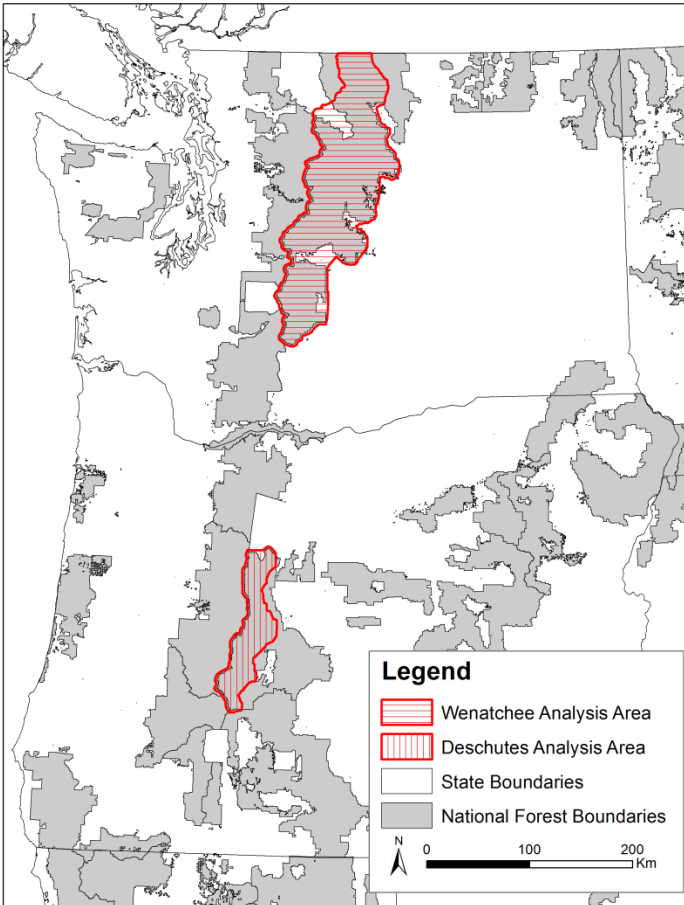 Legend
Wenatchee Analysis Area
Deschutes Analysis Area
State Boundaries
National Forest Boundaries
N
0 100 200
Km